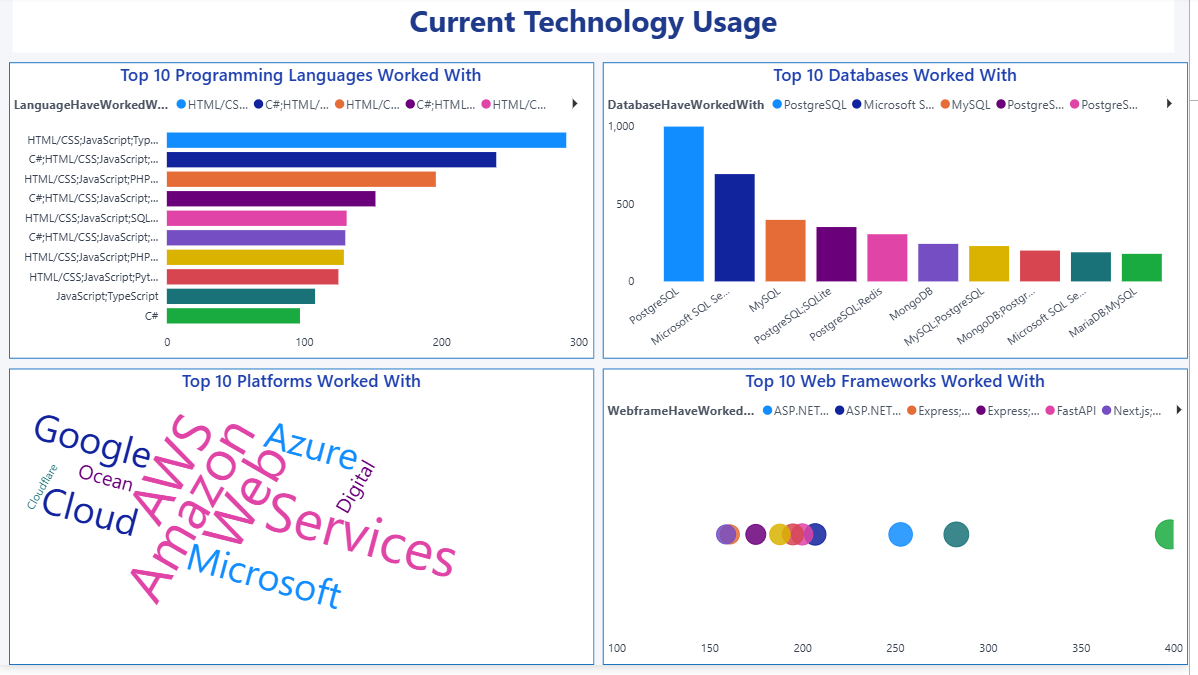 Current Technology Usage
Top 10 Programming Languages Worked With
LanguageHaveWorkedW... HTML/CS... C#;HTML/... HTML/C... C#;HTML... HTML/C...
HTML/CSS;JavaScript;Typ...
C#;HTML/CSS;JavaScript;...
HTML/CSS;JavaScript;PHP...
C#;HTML/CSS;JavaScript;...
HTML/CSS;JavaScript;SQL...
C#;HTML/CSS;JavaScript;...
HTML/CSS;JavaScript;PHP...
HTML/CSS;JavaScript;Pyt...
JavaScript;TypeScript
C#
0 100 200 300
Top 10 Databases Worked With
DatabaseHaveWorkedWith PostgreSQL Microsoft S... MySQL PostgreS... PostgreS...
1,000
500
0
PostgreSQL
Microsoft SQL Se...
MySQL
PostgreSQL;SQLite
PostgreSQL;Redis
MongoDB
MySQL;PostgreSQL
MongoDB;Postgr...
Microsoft SQL Se...
MariaDB;MySQL
Top 10 Platforms Worked With
Google
Cloudflare
Ocean
Cloud
AWS
Amazon
Web
Azure
Digital
Services
Microsoft
Top 10 Web Frameworks Worked With
WebframeHaveWorked... ASP.NET... ASP.NET... Express;... Express;... FastAPI Next.js;...
100 150 200 250 300 350 400